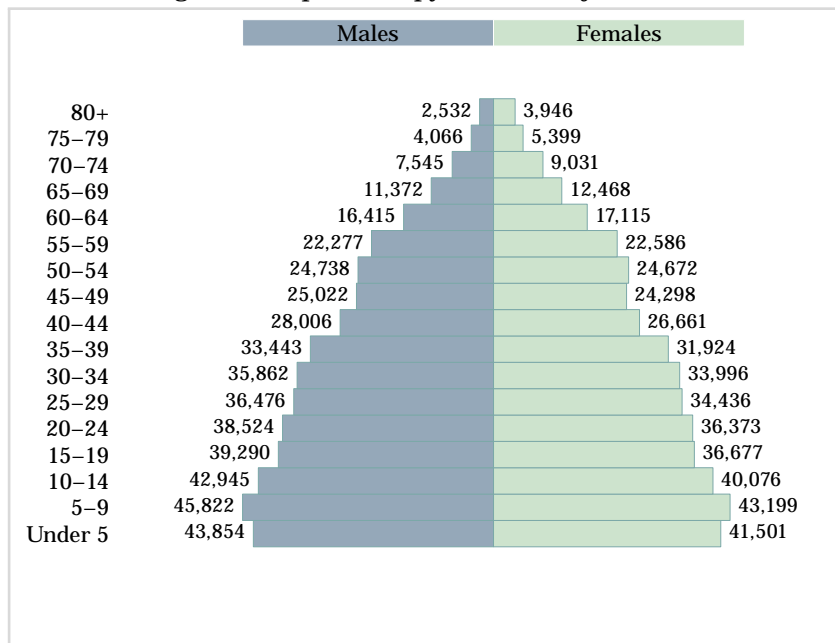 Males Females
80+ 2,532 3,946
75–79 4,066 5,399
70–74 7,545 9,031
65–69 11,372 12,468
60–64 16,415 17,115
55–59 22,277 22,586
50–54 24,738 24,672
45–49 25,022 24,298
40–44 28,006 26,661
35–39 33,443 31,924
30–34 35,862 33,996
25–29 36,476 34,436
20–24 38,524 36,373
15–19 39,290 36,677
10–14 42,945 40,076
5–9 45,822 43,199
Under 5 43,854 41,501